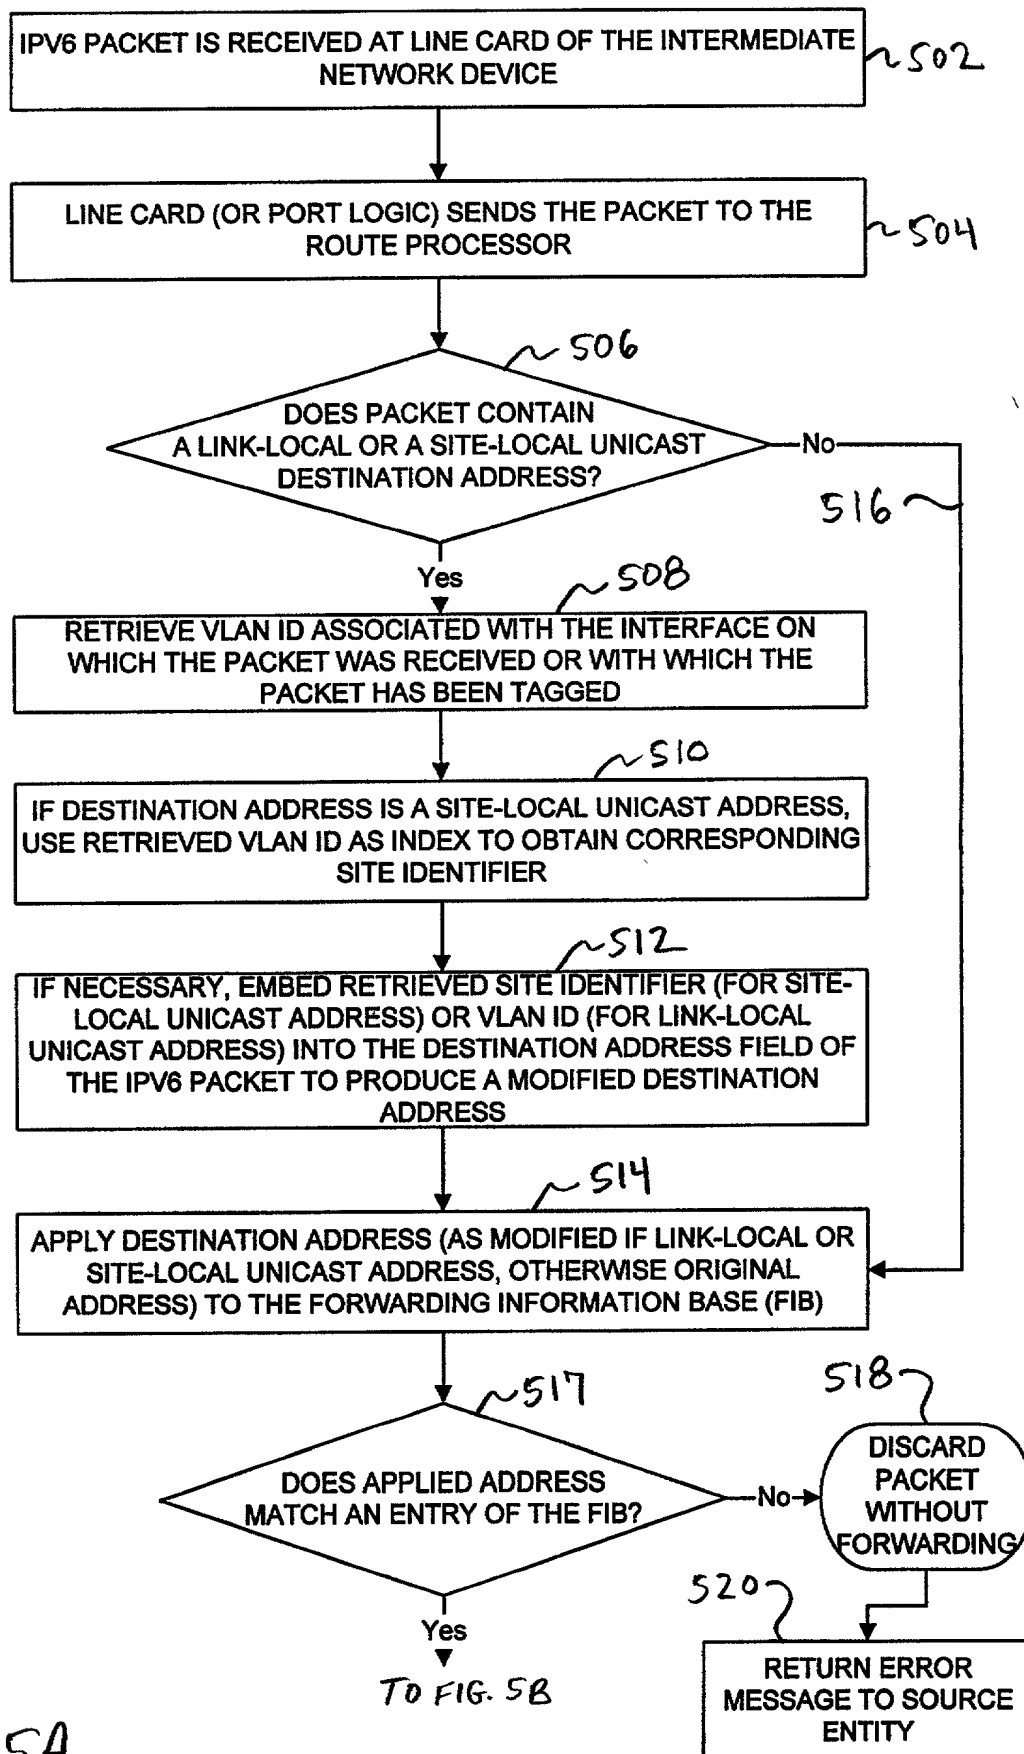 IPV6 PACKET IS RECEIVED AT LINE CARD OF THE INTERMEDIATE
NETWORK DEVICE
502
LINE CARD (OR PORT LOGIC) SENDS THE PACKET TO THE
ROUTE PROCESSOR
504
506
DOES PACKET CONTAIN
A LINK-LOCAL OR A SITE-LOCAL UNICAST
DESTINATION ADDRESS?
No
516
Yes
508
RETRIEVE VLAN ID ASSOCIATED WITH THE INTERFACE ON
WHICH THE PACKET WAS RECEIVED OR WITH WHICH THE
PACKET HAS BEEN TAGGED
510
IF DESTINATION ADDRESS IS A SITE-LOCAL UNICAST ADDRESS,
USE RETRIEVED VLAN ID AS INDEX TO OBTAIN CORRESPONDING
SITE IDENTIFIER
512
IF NECESSARY, EMBED RETRIEVED SITE IDENTIFIER (FOR SITE-
LOCAL UNICAST ADDRESS) OR VLAN ID (FOR LINK-LOCAL
UNICAST ADDRESS) INTO THE DESTINATION ADDRESS FIELD OF
THE IPV6 PACKET TO PRODUCE A MODIFIED DESTINATION
ADDRESS
514
APPLY DESTINATION ADDRESS (AS MODIFIED IF LINK-LOCAL OR
SITE-LOCAL UNICAST ADDRESS, OTHERWISE ORIGINAL
ADDRESS) TO THE FORWARDING INFORMATION BASE (FIB)
517
DOES APPLIED ADDRESS
MATCH AN ENTRY OF THE FIB?
No
518
DISCARD
PACKET
WITHOUT
FORWARDING
Yes
TO FIG. 5B
520
RETURN ERROR
MESSAGE TO SOURCE
ENTITY
5A